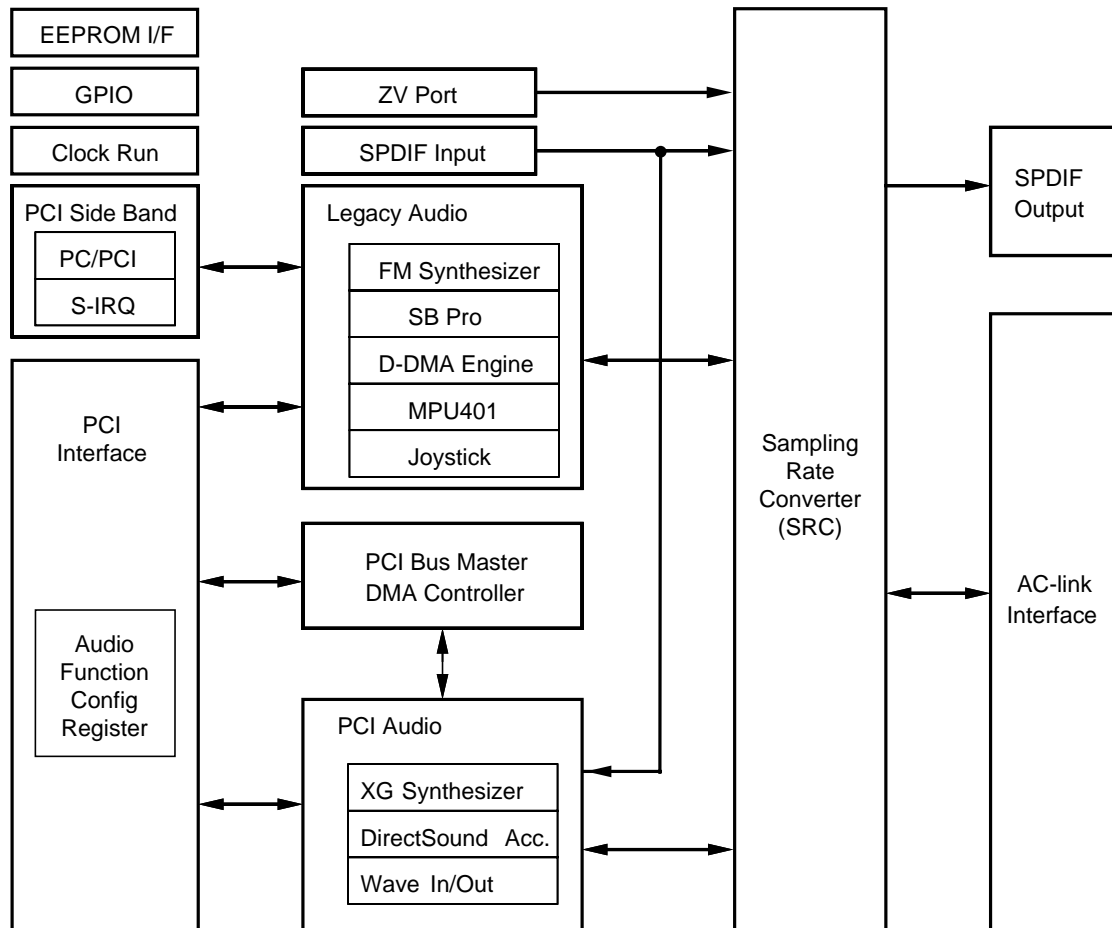 EEPROM I/F
GPIO
Clock Run
PCI Side Band
PC/PCI
S-IRQ
PCI
Interface
Audio
Function
Config
Register
ZV Port
SPDIF Input
Legacy Audio
FM Synthesizer
SB Pro
D-DMA Engine
MPU401
Joystick
PCI Bus Master
DMA Controller
PCI Audio
XG Synthesizer
DirectSound Acc.
Wave In/Out
Sampling
Rate
Converter
(SRC)
SPDIF
Output
AC-link
Interface